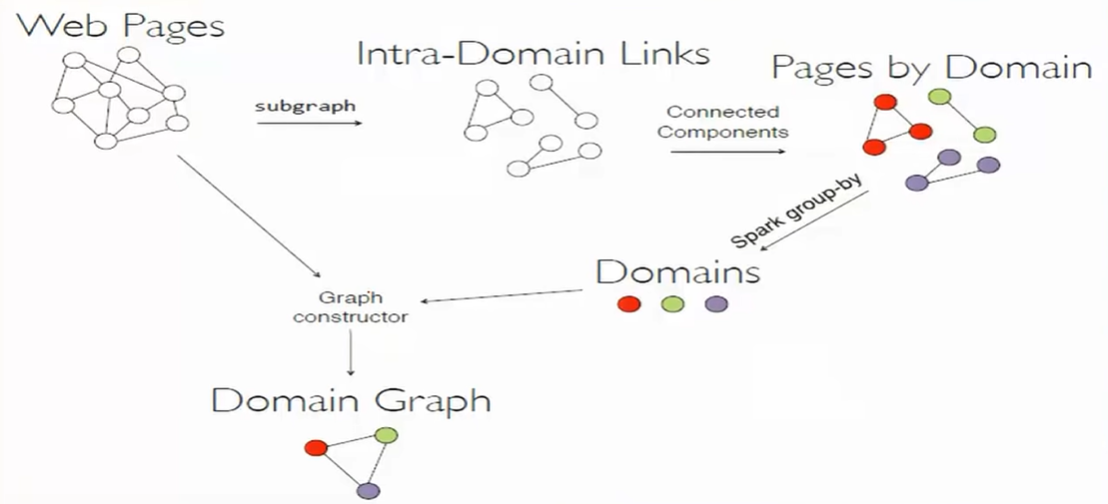 Web Pages
Intra-Domain Links
Pages by Domain
subgraph
Connected
Components
Spark group-by
Domains
Graph
constructor
Domain Graph